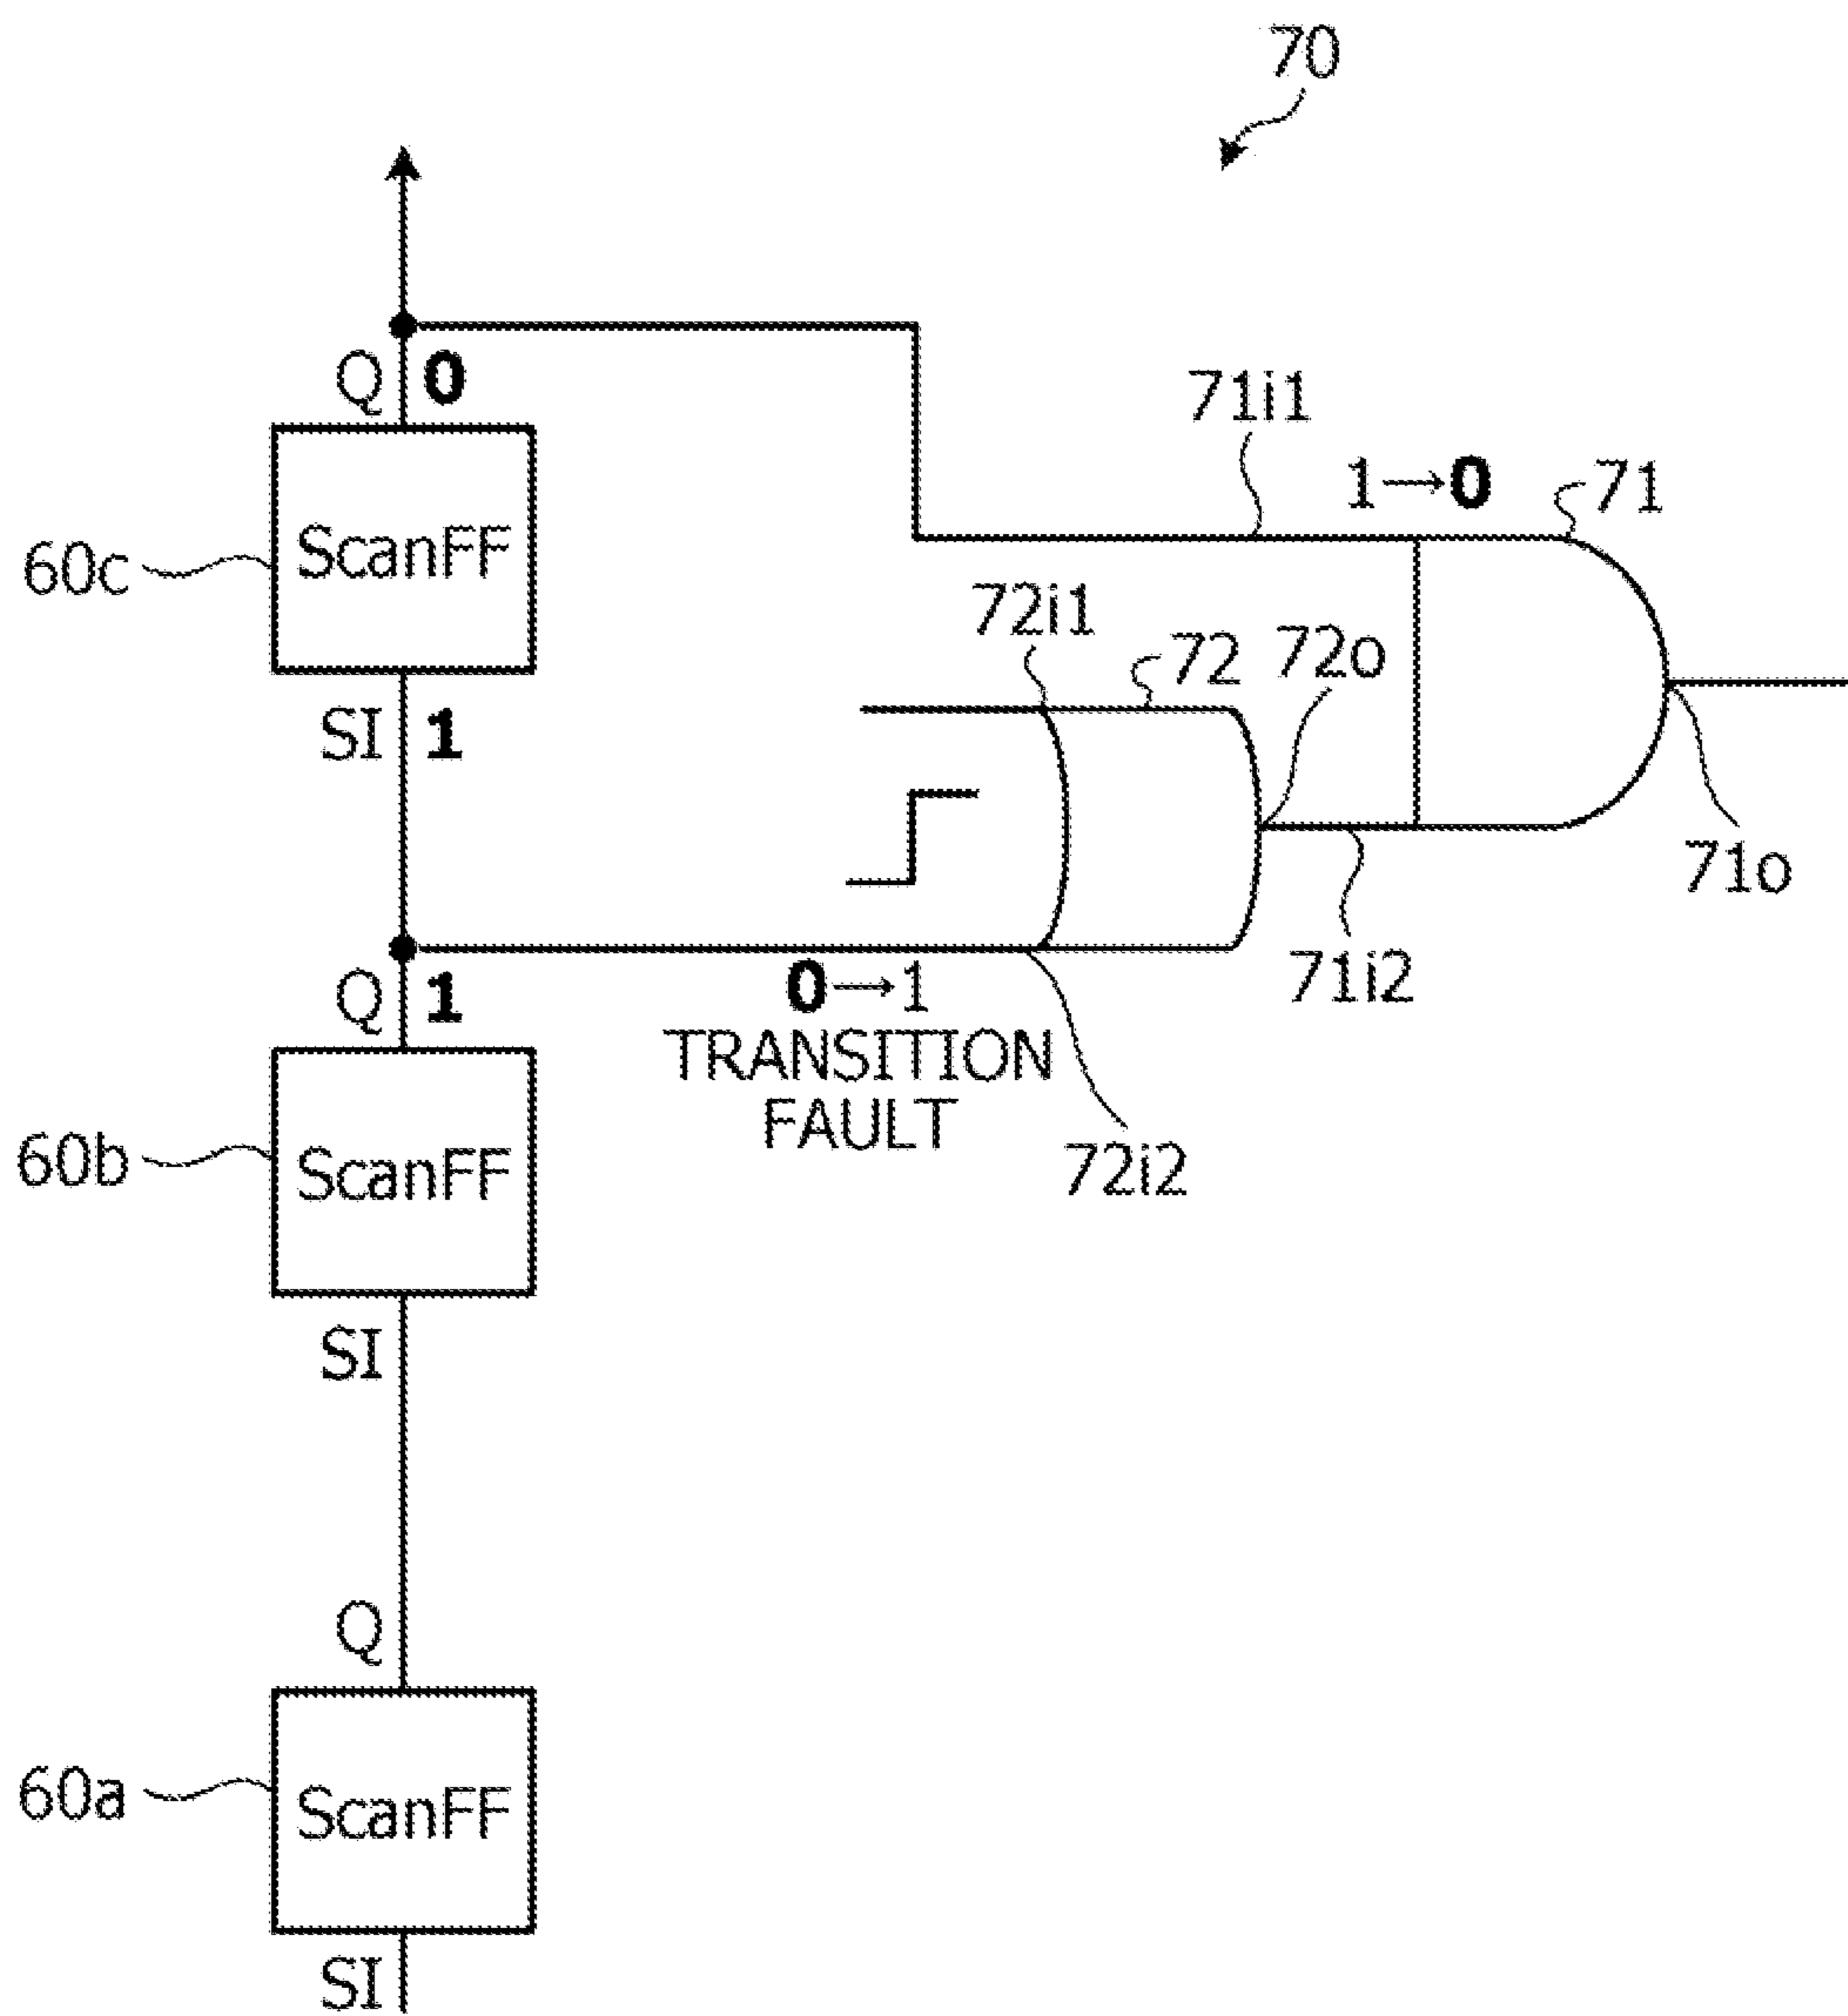 70
Q 0
71i1
1→0
71
ScanFF
60c
72i1
72
72o
SI 1
71o
71i2
Q 1
0→1
TRANSITION
FAULT
72i2
60b
ScanFF
SI
Q
60a
ScanFF
SI